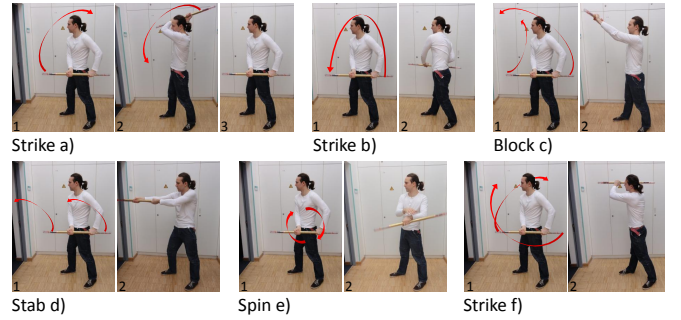 1 2 3 1 2 1 2
Strike a) Strike b) Block c)
1 2 1 2 1 2
Stab d) Spin e) Strike f)